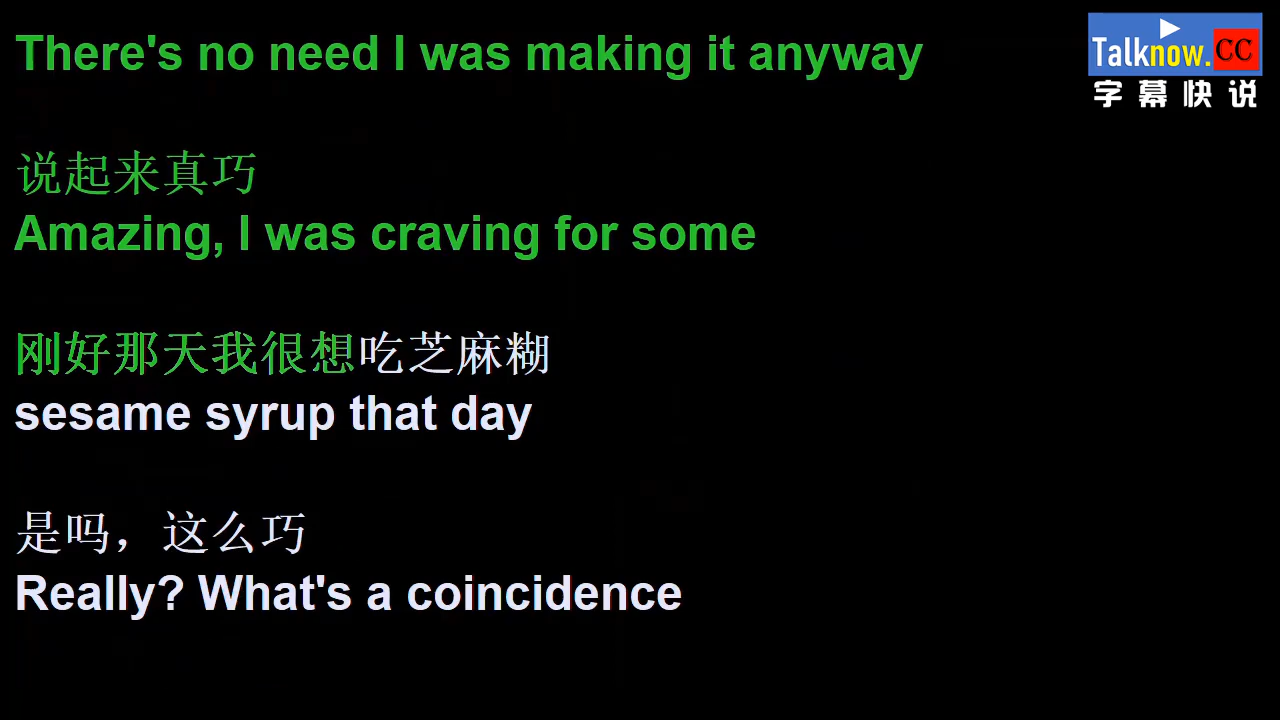 There's no need I was making it anyway
Talknow.CC
字幕快说
说起来真巧
Amazing, I was craving for some
刚好那天我很想吃芝麻糊
sesame syrup that day
是吗，这么巧
Really? What's a coincidence